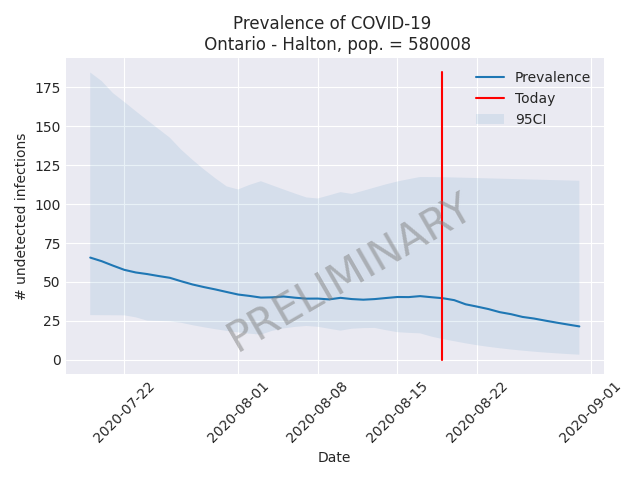 Prevalence of COVID-19
Ontario - Halton, pop. = 580008
Prevalence
Today
95CI
175
150
125
100
75
50
25
0
# undetected infections
PRELIMINARY
2020-07-22
2020-08-01
2020-08-08
2020-08-15
2020-08-22
2020-09-01
Date